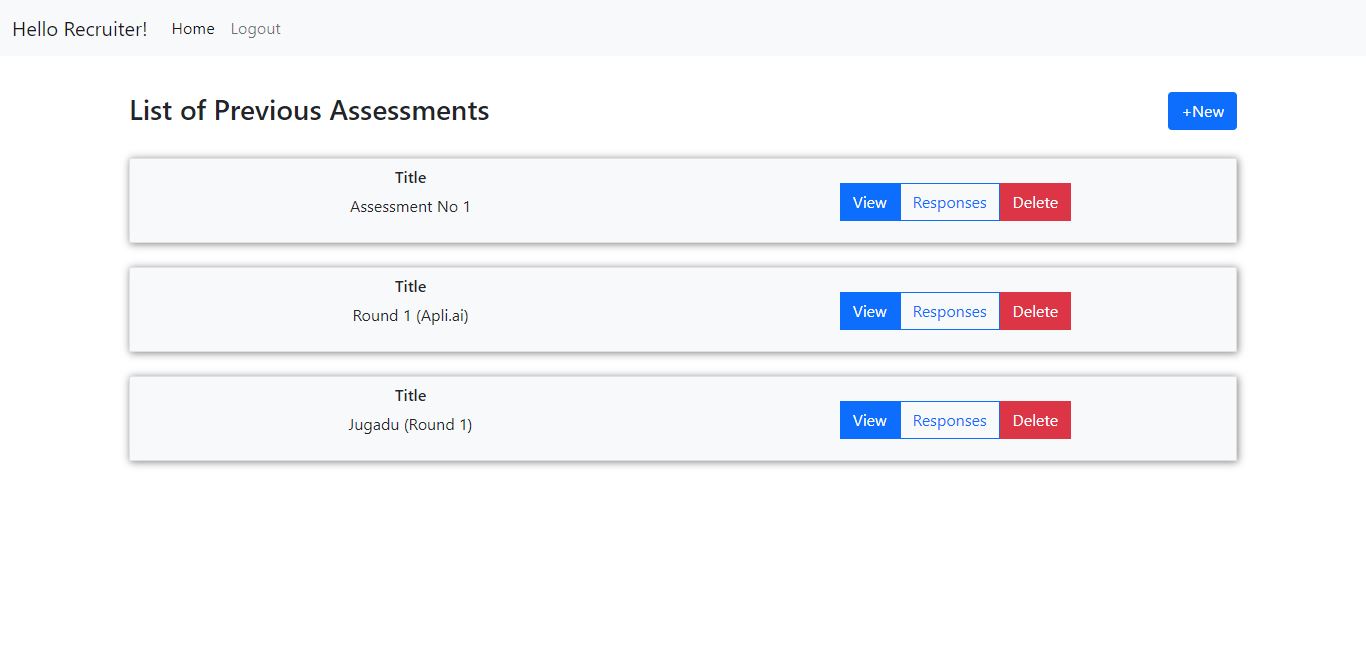 Hello Recruiter! Home Logout
List of Previous Assessments +New
Title
Assessment No 1
View Responses Delete
Title
Round 1 (Apli.ai)
View Responses Delete
Title
Jugadu (Round 1)
View Responses Delete